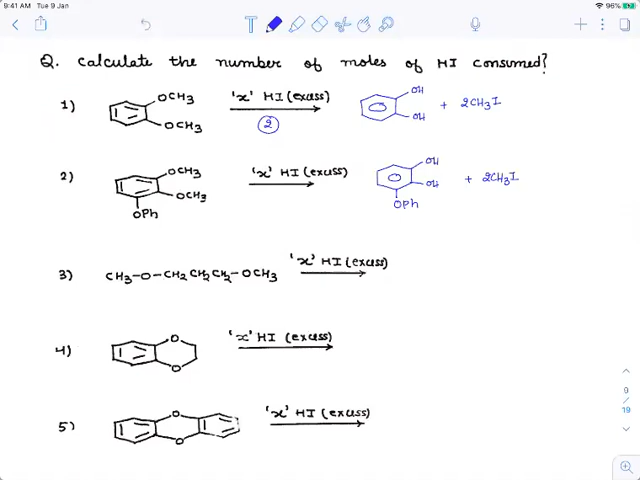 9:41 AM Tue 9 Jan
96%
Q. Calculate the number of moles of HI consumed?
1) OCH3 OCH3 'x' HI (excess) 2 OH OH + 2CH3I
2) OCH3 OCH3 OPh 'x' HI (excess) OH OH OPh + 2CH3I
3) CH3-O-CH2CH2CH2-OCH3 'x' HI (excess)
4) O O 'x' HI (excess)
5) O O 'x' HI (excess)
9
/
19